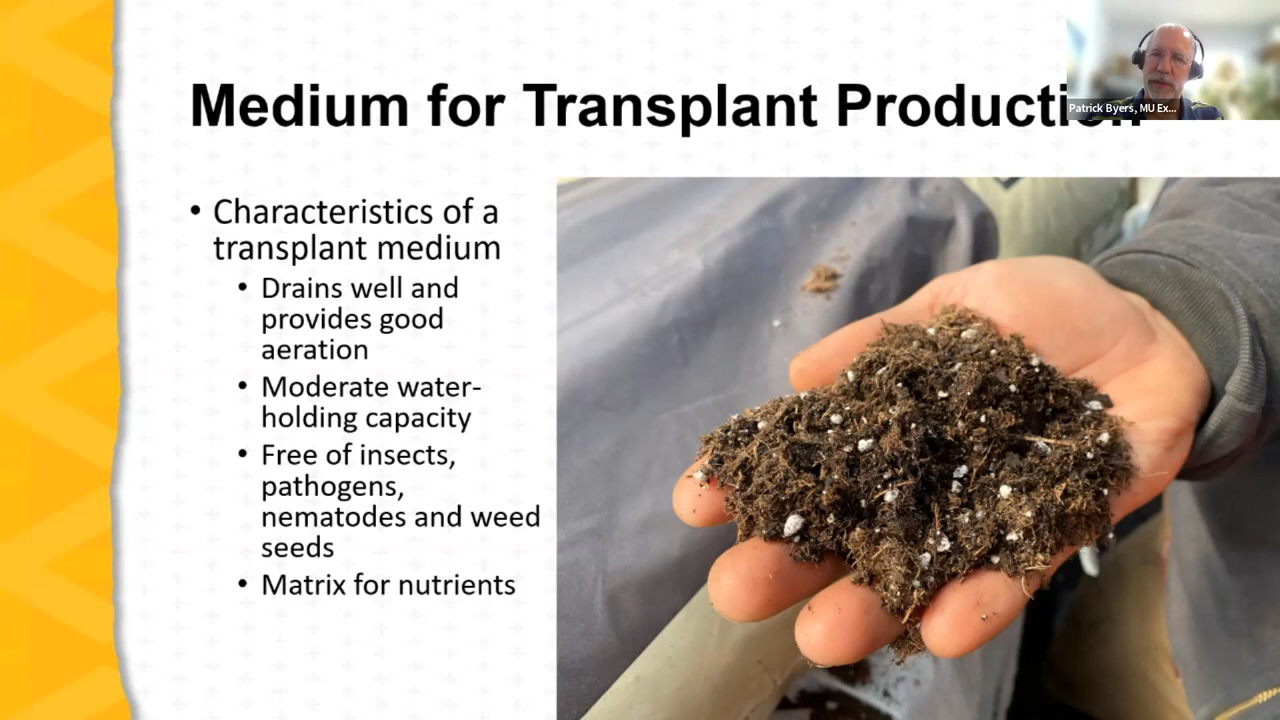 Medium for Transplant Production
Patrick Byers, MU Ex...
• Characteristics of a
transplant medium
• Drains well and
provides good
aeration
• Moderate water-
holding capacity
• Free of insects,
pathogens,
nematodes and weed
seeds
• Matrix for nutrients